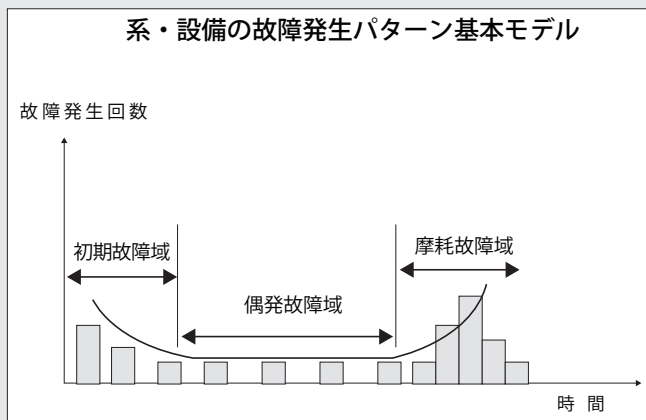 系・設備の故障発生パターン基本モデル
故障発生回数
初期故障域
摩耗故障域
偶発故障域
時 間